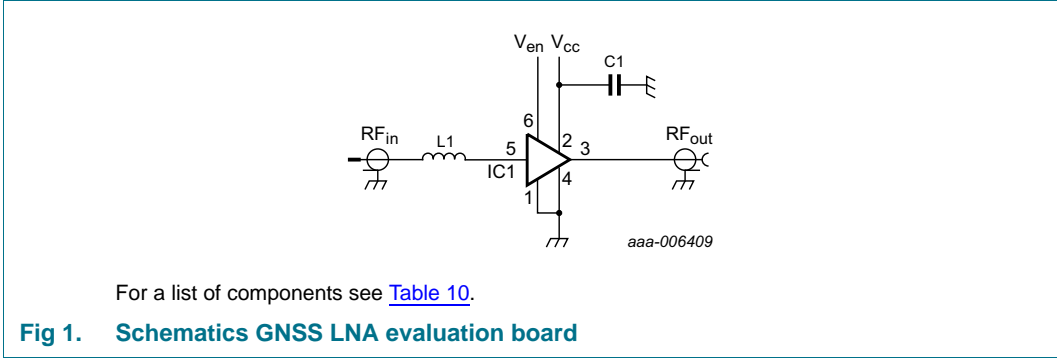 Ven Vcc
C1
6
RFin
L1
5
2
3
RFout
IC1
4
1
aaa-006409
For a list of components see Table 10.
Fig 1. Schematics GNSS LNA evaluation board